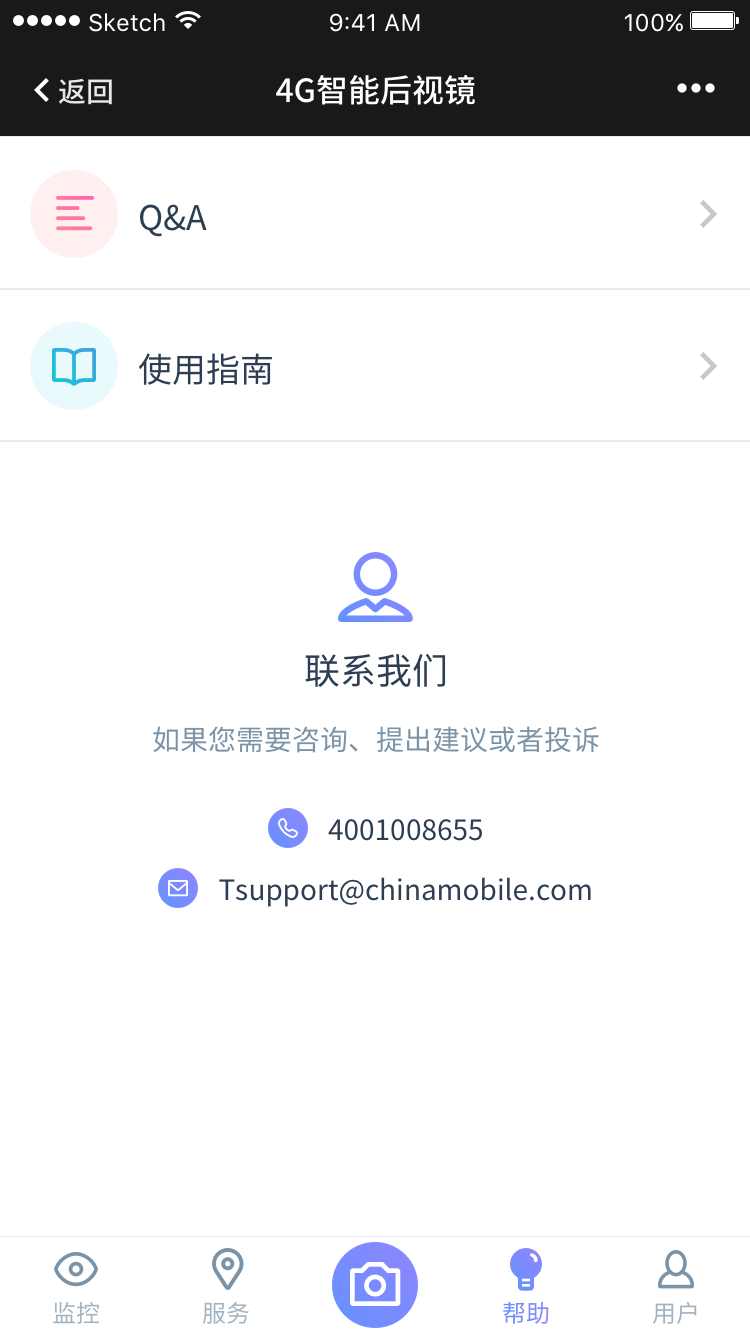 Sketch 9:41 AM 100%
返回 4G智能后视镜
Q&A
使用指南
联系我们
如果您需要咨询、提出建议或者投诉
4001008655
Tsupport@chinamobile.com
监控 服务 帮助 用户